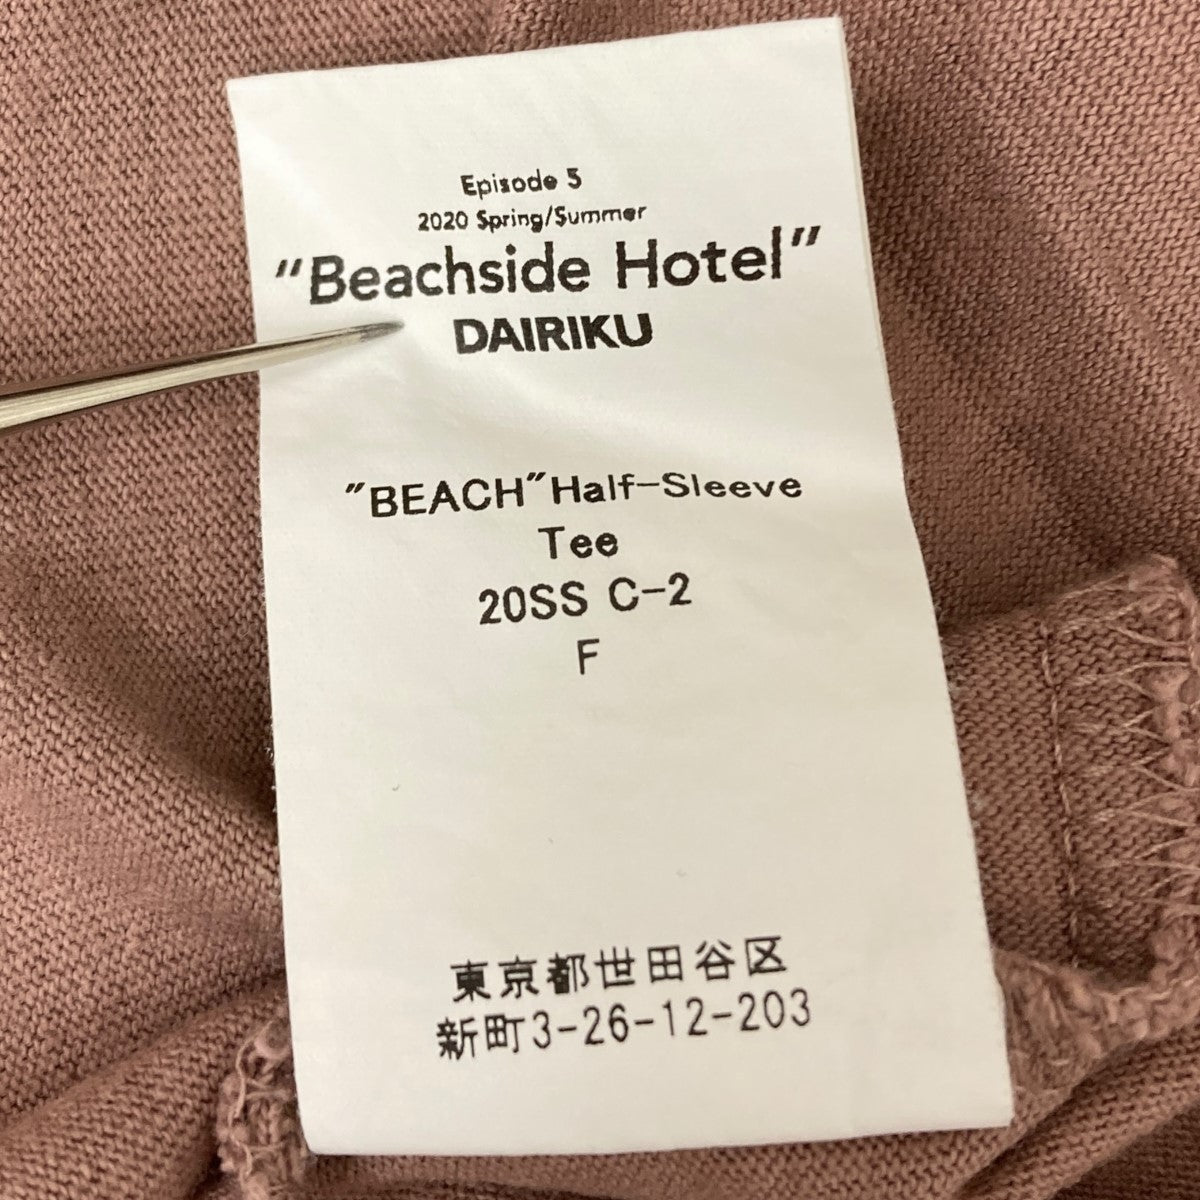 Episode 5
2020 Spring/Summer
"Beachside Hotel"
DAIRIKU
"BEACH"Half-Sleeve
Tee
20SS C-2
F
東京都世田谷区
新町3-26-12-203